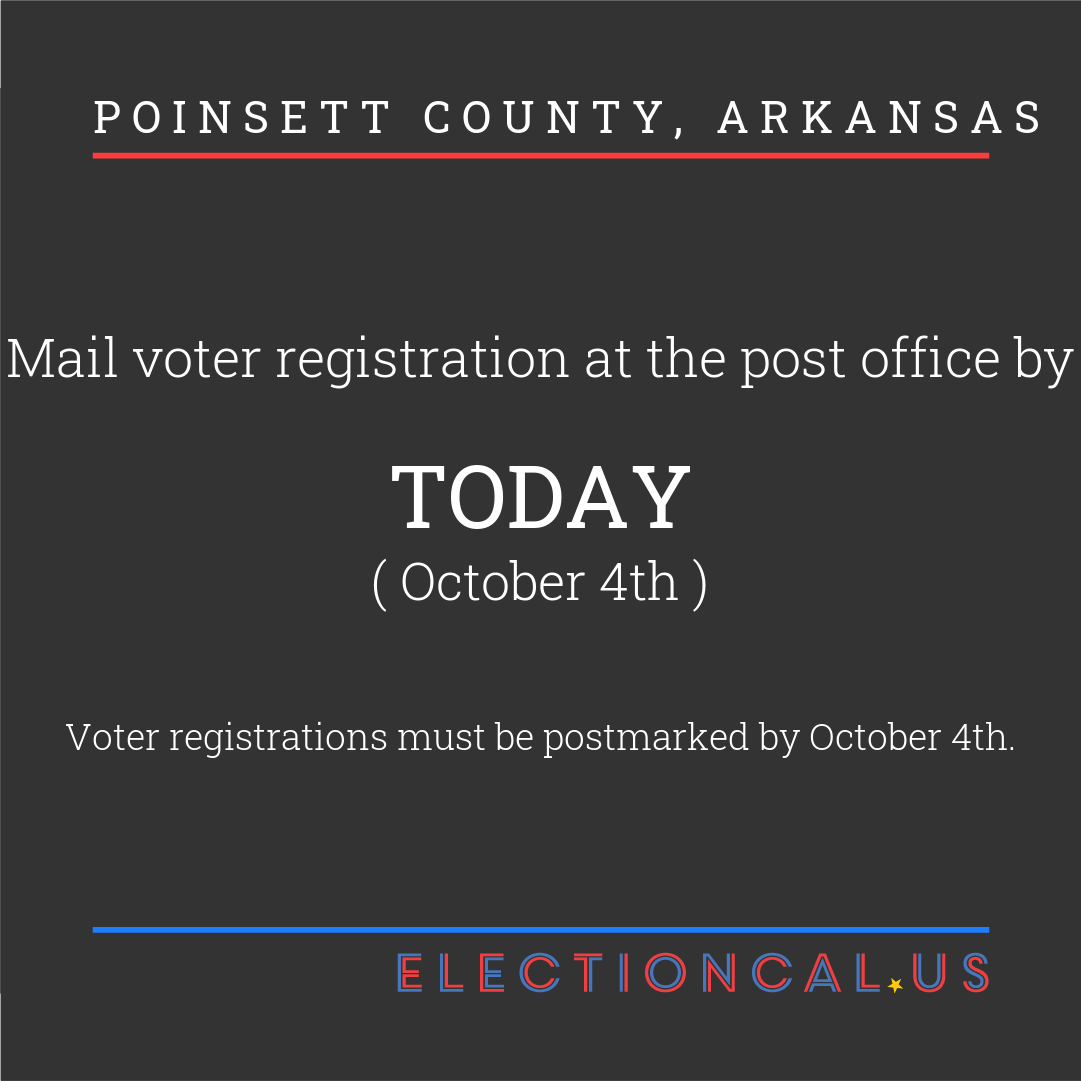 POINSETT COUNTY, ARKANSAS
Mail voter registration at the post office by
TODAY
( October 4th )
Voter registrations must be postmarked by October 4th.
ELECTIONCAL.US